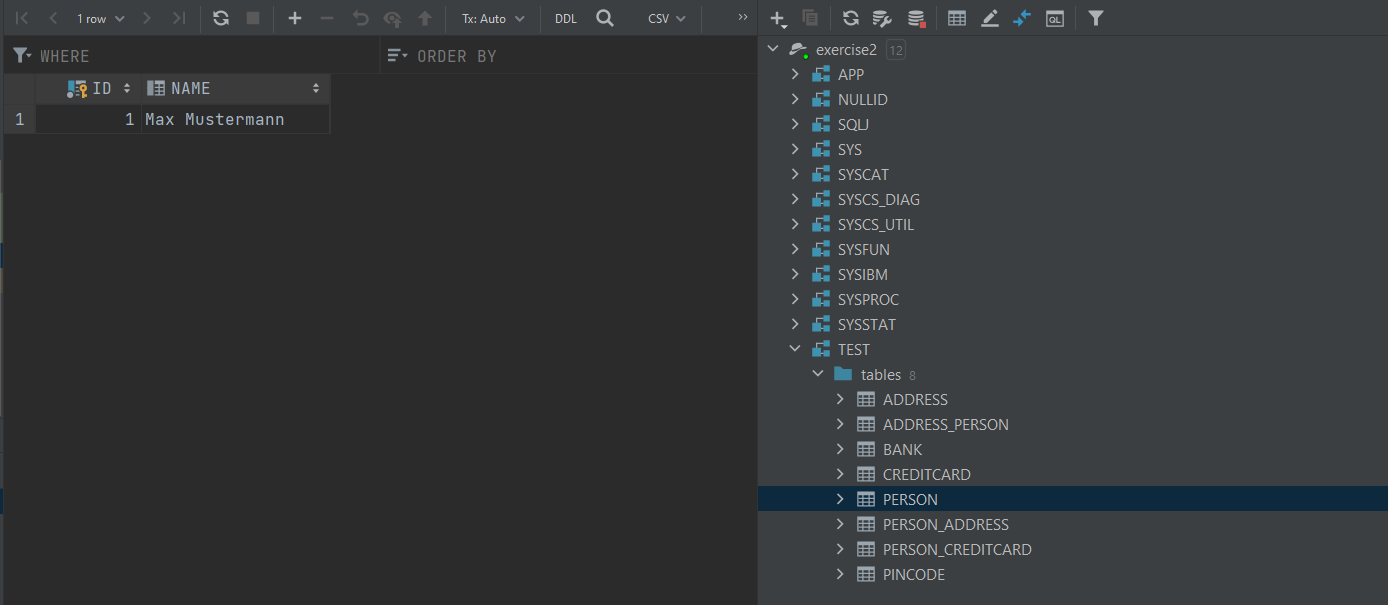 1 row
Tx: Auto
DDL
CSV
WHERE
ORDER BY
ID
NAME
1
1
Max Mustermann
QL
exercise2 12
APP
NULLID
SQLJ
SYS
SYSCAT
SYSCS_DIAG
SYSCS_UTIL
SYSFUN
SYSIBM
SYSPROC
SYSSTAT
TEST
tables 8
ADDRESS
ADDRESS_PERSON
BANK
CREDITCARD
PERSON
PERSON_ADDRESS
PERSON_CREDITCARD
PINCODE